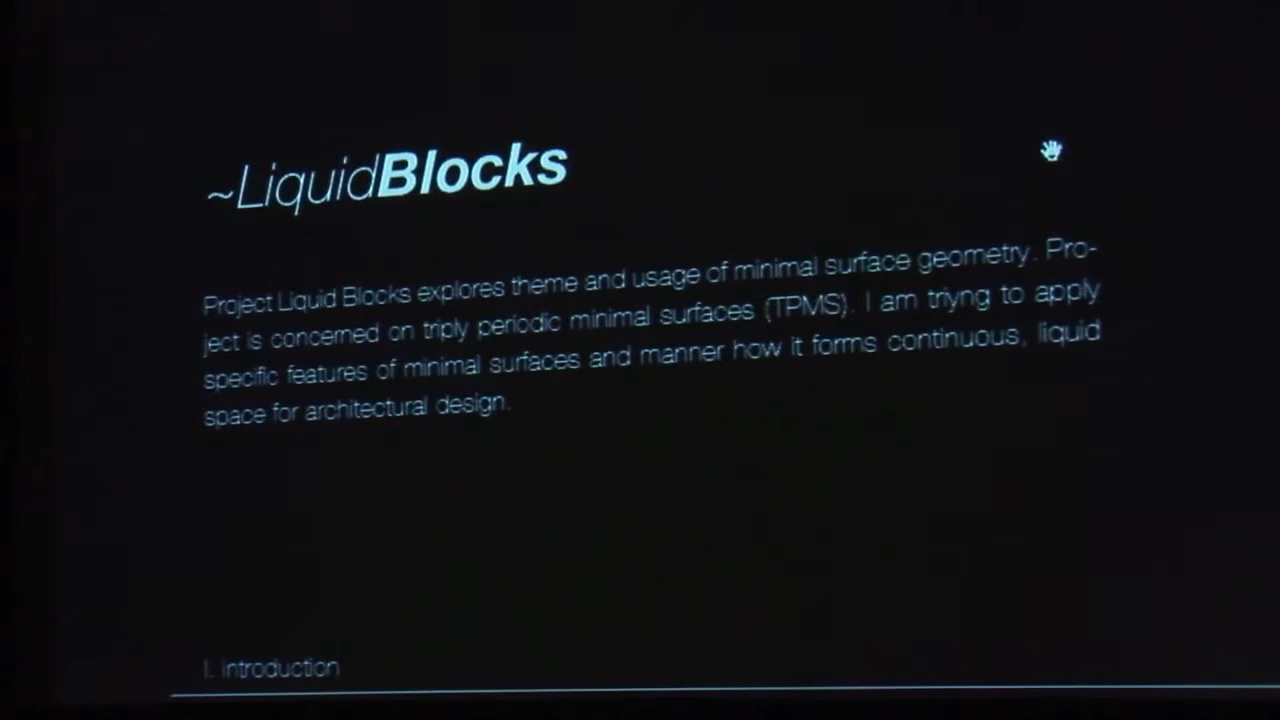 ~LiquidBlocks
Project Liquid Blocks explores theme and usage of minimal surface geometry. Pro-
ject is concerned on triply periodic minimal surfaces (TPMS). I am triyng to apply
specific features of minimal surfaces and manner how it forms continuous, liquid
space for architectural design.
I. introduction